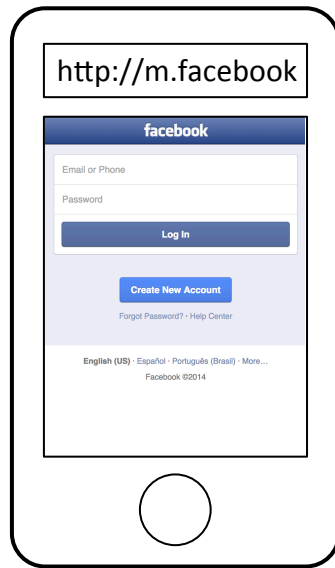 http://m.facebook
facebook
Email or Phone
Password
Log In
Create New Account
Forgot Password? · Help Center
English (US) · Español · Português (Brasil) · More...
Facebook ©2014